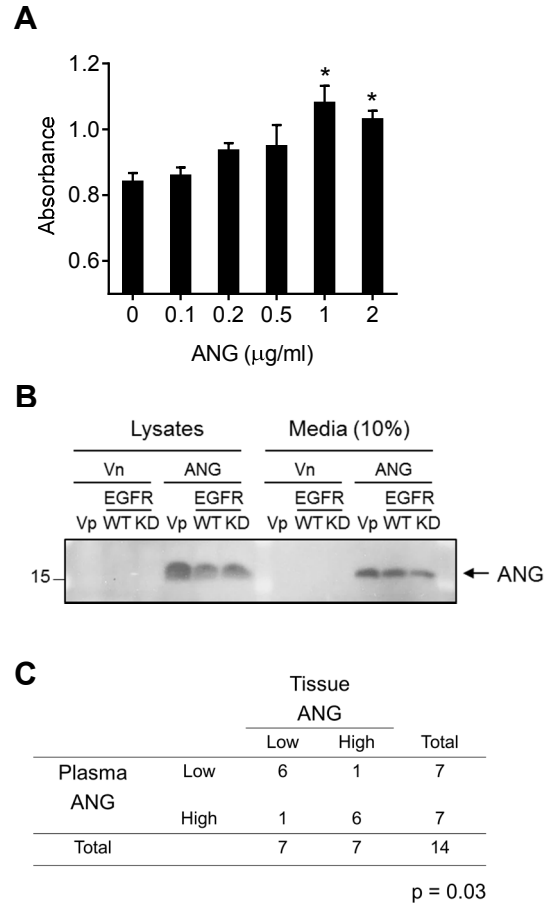 A
1.2
1.0
0.8
0.6
Absorbance
* *
0 0.1 0.2 0.5 1 2
ANG (μg/ml)
B
Lysates Media (10%)
Vn ANG Vn ANG
EGFR EGFR EGFR EGFR
Vp WT KD Vp WT KD Vp WT KD Vp WT KD
15
ANG
C
Tissue
ANG
Low High Total
Plasma Low 6 1 7
ANG
High 1 6 7
Total 7 7 14
p = 0.03